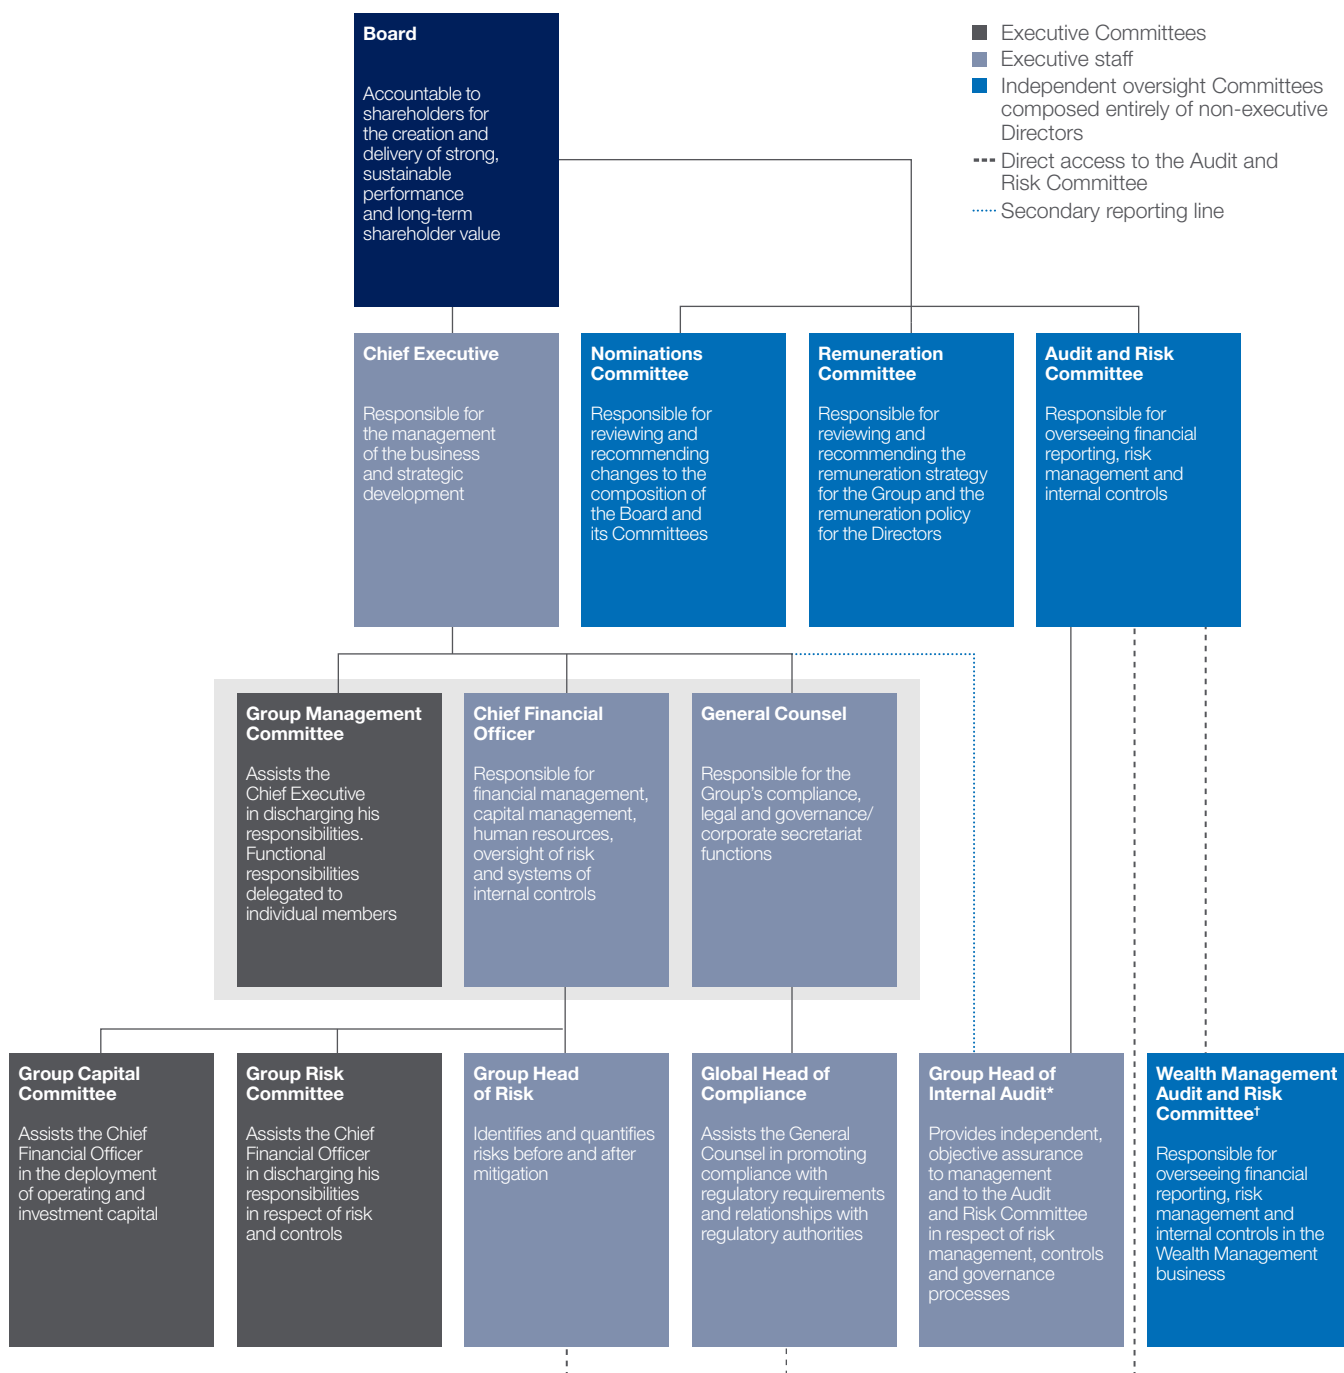 Board
Accountable to
shareholders for
the creation and
delivery of strong,
sustainable
performance
and long-term
shareholder value
Executive Committees
Executive staff
Independent oversight Committees
composed entirely of non-executive
Directors
Direct access to the Audit and
Risk Committee
Secondary reporting line
Chief Executive
Responsible for
the management
of the business
and strategic
development
Nominations
Committee
Responsible for
reviewing and
recommending
changes to the
composition of
the Board and
its Committees
Remuneration
Committee
Responsible for
reviewing and
recommending the
remuneration strategy
for the Group and the
remuneration policy
for the Directors
Audit and Risk
Committee
Responsible for
overseeing financial
reporting, risk
management and
internal controls
Group Management
Committee
Assists the
Chief Executive
in discharging his
responsibilities.
Functional
responsibilities
delegated to
individual members
Chief Financial
Officer
Responsible for
financial management,
capital management,
human resources,
oversight of risk
and systems of
internal controls
General Counsel
Responsible for the
Group’s compliance,
legal and governance/
corporate secretariat
functions
Group Capital
Committee
Assists the Chief
Financial Officer
in the deployment
of operating and
investment capital
Group Risk
Committee
Assists the Chief
Financial Officer
in discharging his
responsibilities
in respect of risk
and controls
Group Head
of Risk
Identifies and quantifies
risks before and after
mitigation
Global Head of
Compliance
Assists the General
Counsel in promoting
compliance with
regulatory requirements
and relationships with
regulatory authorities
Group Head of
Internal Audit*
Provides independent,
objective assurance
to management
and to the Audit
and Risk Committee
in respect of risk
management, controls
and governance
processes
Wealth Management
Audit and Risk
Committee†
Responsible for
overseeing financial
reporting, risk
management and
internal controls in the
Wealth Management
business